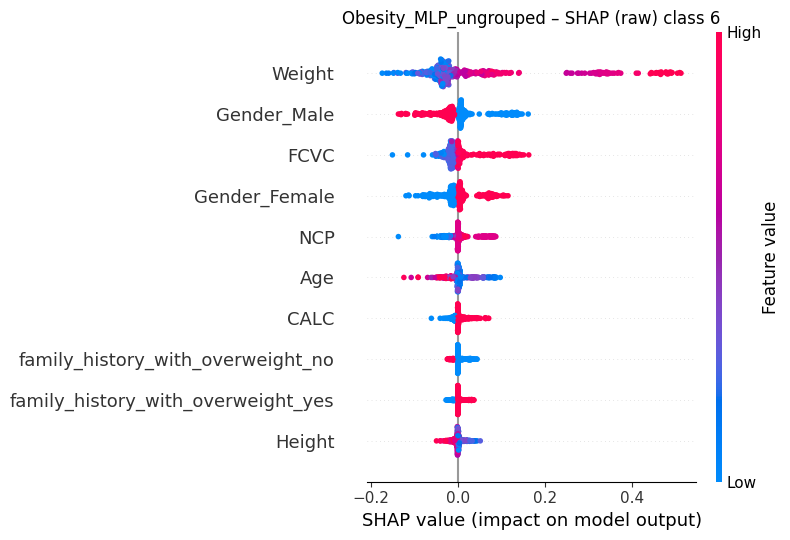 Obesity_MLP_ungrouped – SHAP (raw) class 6
High
Weight
Gender_Male
FCVC
Gender_Female
NCP
Age
CALC
family_history_with_overweight_no
family_history_with_overweight_yes
Height
Feature value
Low
−0.2 0.0 0.2 0.4
SHAP value (impact on model output)